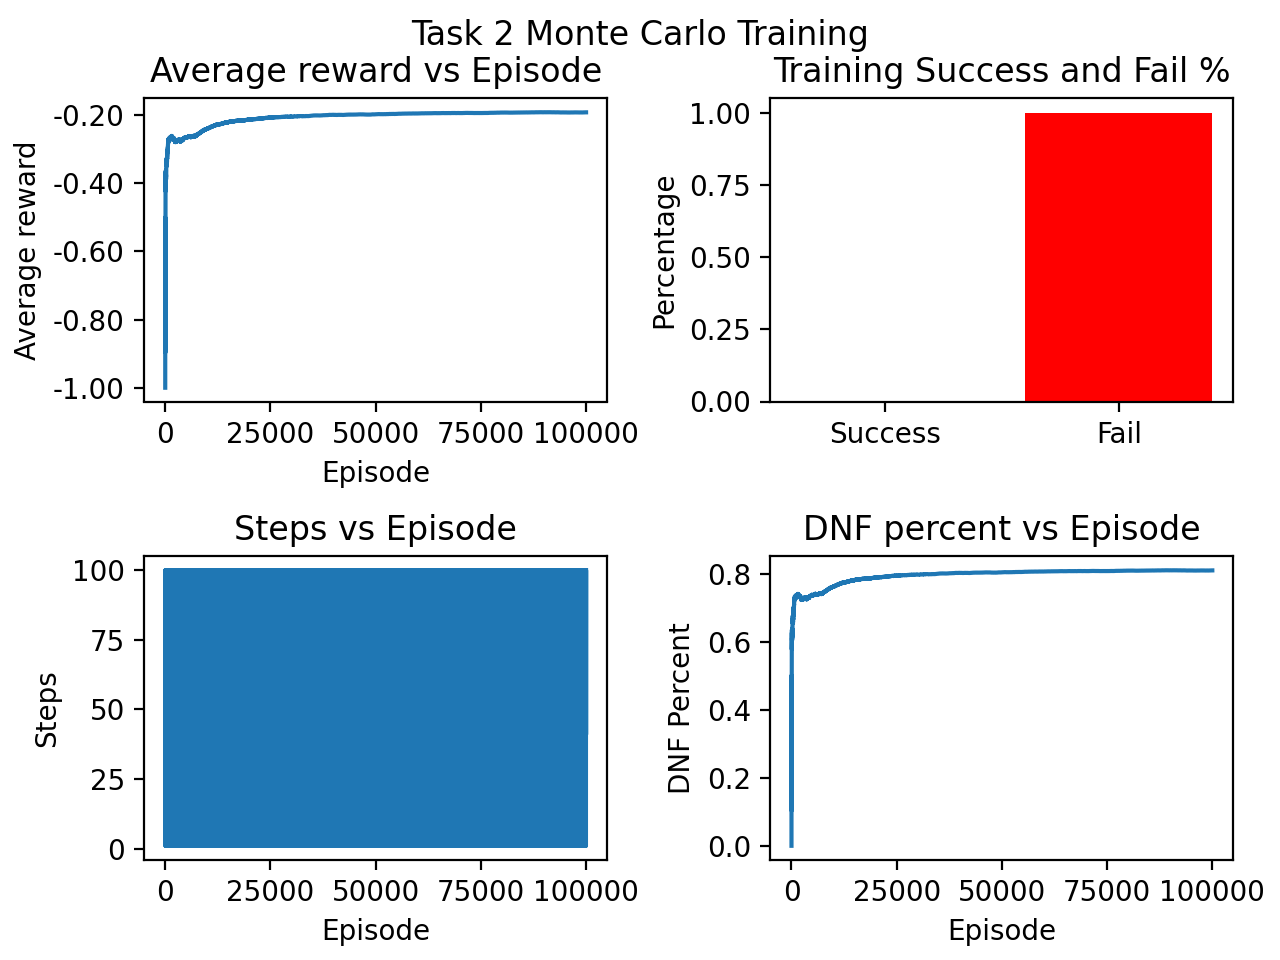 Task 2 Monte Carlo Training
Average reward vs Episode
-0.20
-0.40
-0.60
-0.80
-1.00
Average reward
0 25000 50000 75000 100000
Episode
Training Success and Fail %
1.00
0.75
0.50
0.25
0.00
Percentage
Success Fail
Steps vs Episode
100
75
50
25
0
Steps
0 25000 50000 75000 100000
Episode
DNF percent vs Episode
0.8
0.6
0.4
0.2
0.0
DNF Percent
0 25000 50000 75000 100000
Episode